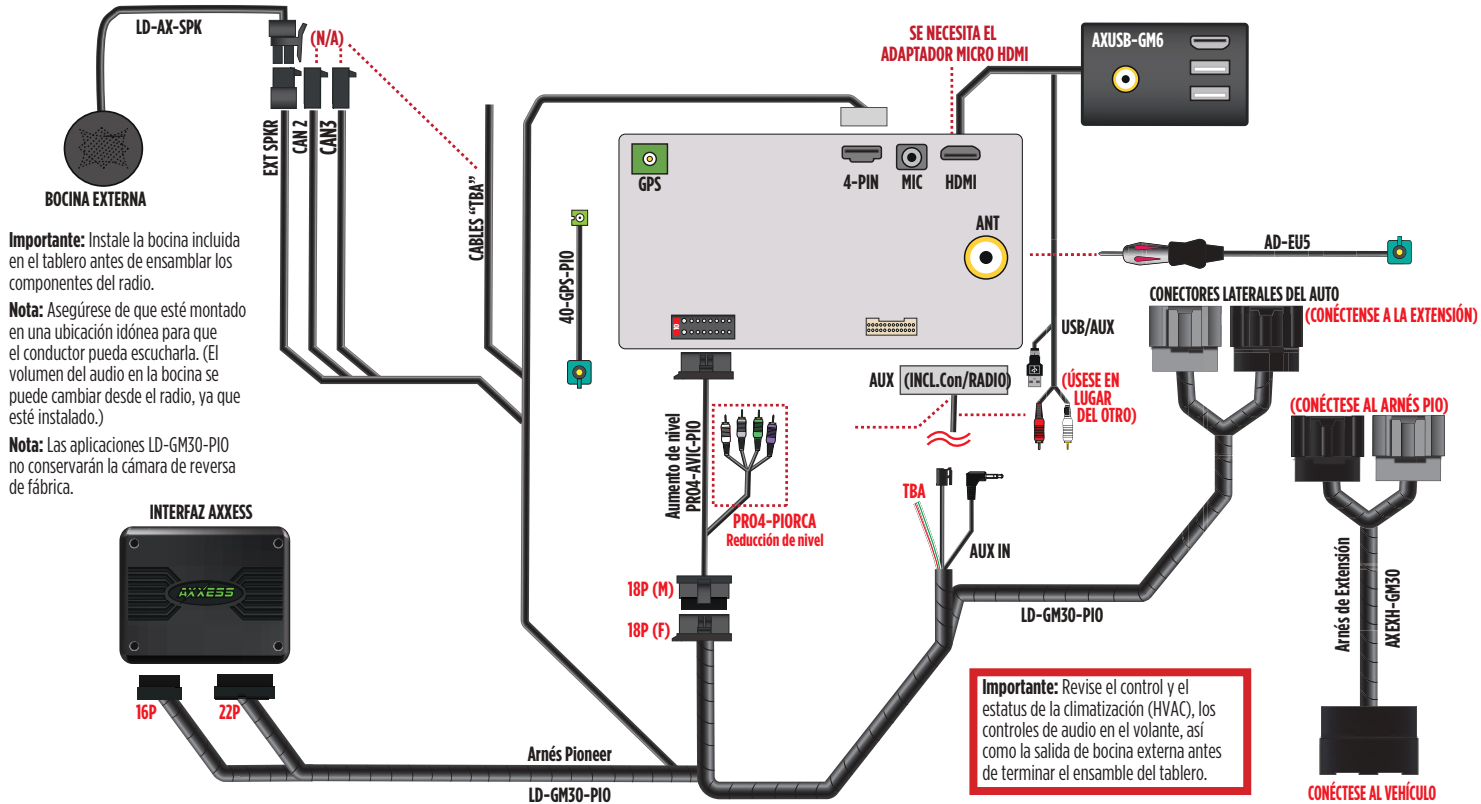 LD-AX-SPK
(N/A)
BOCINA EXTERNA
EXT SPKR
CAN 2
CAN3
CABLES “TBA”
Importante: Instale la bocina incluida
en el tablero antes de ensamblar los
componentes del radio.
Nota: Asegúrese de que esté montado
en una ubicación idónea para que
el conductor pueda escucharla. (El
volumen del audio en la bocina se
puede cambiar desde el radio, ya que
esté instalado.)
Nota: Las aplicaciones LD-GM30-PIO
no conservarán la cámara de reversa
de fábrica.
INTERFAZ AXXESS
AXXESS
16P
22P
Arnés Pioneer
LD-GM30-PIO
40-GPS-PIO
SE NECESITA EL
ADAPTADOR MICRO HDMI
AXUSB-GM6
GPS
4-PIN
MIC
HDMI
ANT
AD-EU5
USB/AUX
AUX (INCL.Con/RADIO)
(ÚSESE EN
LUGAR
DEL OTRO)
Aumento de nivel
PRO4-AVIC-PIO
PRO4-PIORCA
Reducción de nivel
18P (M)
18P (F)
TBA
AUX IN
LD-GM30-PIO
CONECTORES LATERALES DEL AUTO
(CONÉCTENSE A LA EXTENSIÓN)
(CONÉCTESE AL ARNÉS PIO)
Arnés de Extensión
AXEXH-GM30
CONÉCTESE AL VEHÍCULO
Importante: Revise el control y el
estatus de la climatización (HVAC), los
controles de audio en el volante, así
como la salida de bocina externa antes
de terminar el ensamble del tablero.